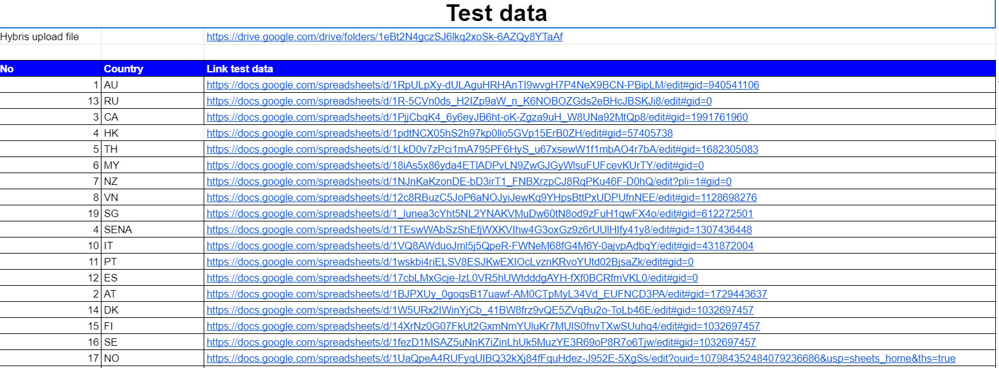 Test data
Hybris upload file https://drive.google.com/drive/folders/1eBt2N4gczSJ6lkq2xoSk-6AZQy8YTaAf
No Country Link test data
1 AU https://docs.google.com/spreadsheets/d/1RpULpXy-dULAguHRHAnTI9wvgH7P4NeX9BCN-PBipLM/edit#gid=940541106
13 RU https://docs.google.com/spreadsheets/d/1R-5CVn0ds_H2IZp9aW_n_K6NOBOZGds2eBHcJBSKJi8/edit#gid=0
3 CA https://docs.google.com/spreadsheets/d/1PjjCbqK4_6y6eyJB6ht-oK-Zgza9uH_W8UNa92MtQp8/edit#gid=1991761960
4 HK https://docs.google.com/spreadsheets/d/1pdtNCX05hS2h97kp0llo5GVp15ErB0ZH/edit#gid=57405738
5 TH https://docs.google.com/spreadsheets/d/1LkD0v7zPci1mA795PF6HyS_u67xsewW1f1mbAO4r7bA/edit#gid=1682305083
6 MY https://docs.google.com/spreadsheets/d/18iAs5x86yda4ETlADPvLN9ZwGJGyWlsuFUFcevKUrTY/edit#gid=0
7 NZ https://docs.google.com/spreadsheets/d/1NJnKaKzonDE-bD3irT1_FNBXrzpCJ8RqPKu46F-D0hQ/edit?pli=1#gid=0
8 VN https://docs.google.com/spreadsheets/d/12c8RBuzC5JoP6aNOJyiJewKq9YHpsBttPxUDPUfnNEE/edit#gid=1128698276
19 SG https://docs.google.com/spreadsheets/d/1_lunea3cYht5NL2YNAKVMuDw60tN8od9zFuH1qwFX4o/edit#gid=612272501
4 SENA https://docs.google.com/spreadsheets/d/1TEswWAbSzShEfjWXKVIhw4G3oxGz9z6rUUlHIfy41y8/edit#gid=1307436448
10 IT https://docs.google.com/spreadsheets/d/1VQ8AWduoJml5j5QpeR-FWNeM68fG4M6Y-0ajvpAdbqY/edit#gid=431872004
11 PT https://docs.google.com/spreadsheets/d/1wskbi4riELSV8ESJKwEXIOcLvznKRvoYUtd02BjsaZk/edit#gid=0
12 ES https://docs.google.com/spreadsheets/d/17cbLMxGcje-IzL0VR5hUWtdddgAYH-fXf0BCRfmVKL0/edit#gid=0
2 AT https://docs.google.com/spreadsheets/d/1BJPXUy_0goqsB17uawf-AM0CTpMyL34Vd_EUFNCD3PA/edit#gid=1729443637
14 DK https://docs.google.com/spreadsheets/d/1W5URx2IWinYjCb_41BW8frz9vQE5ZVqBu2o-ToLb46E/edit#gid=1032697457
15 FI https://docs.google.com/spreadsheets/d/14XrNz0G07FkUt2GxmNmYUluKr7MUlS0fnvTXwSUuhq4/edit#gid=1032697457
16 SE https://docs.google.com/spreadsheets/d/1fezD1MSAZ5uNnK7iZinLhUk5MuzYE3R69oP8R7o6Tjw/edit#gid=1032697457
17 NO https://docs.google.com/spreadsheets/d/1UaQpeA4RUFyqUIBQ32kXj84fFquHdez-J952E-5XgSs/edit?ouid=107984352484079236686&usp=sheets_home&ths=true